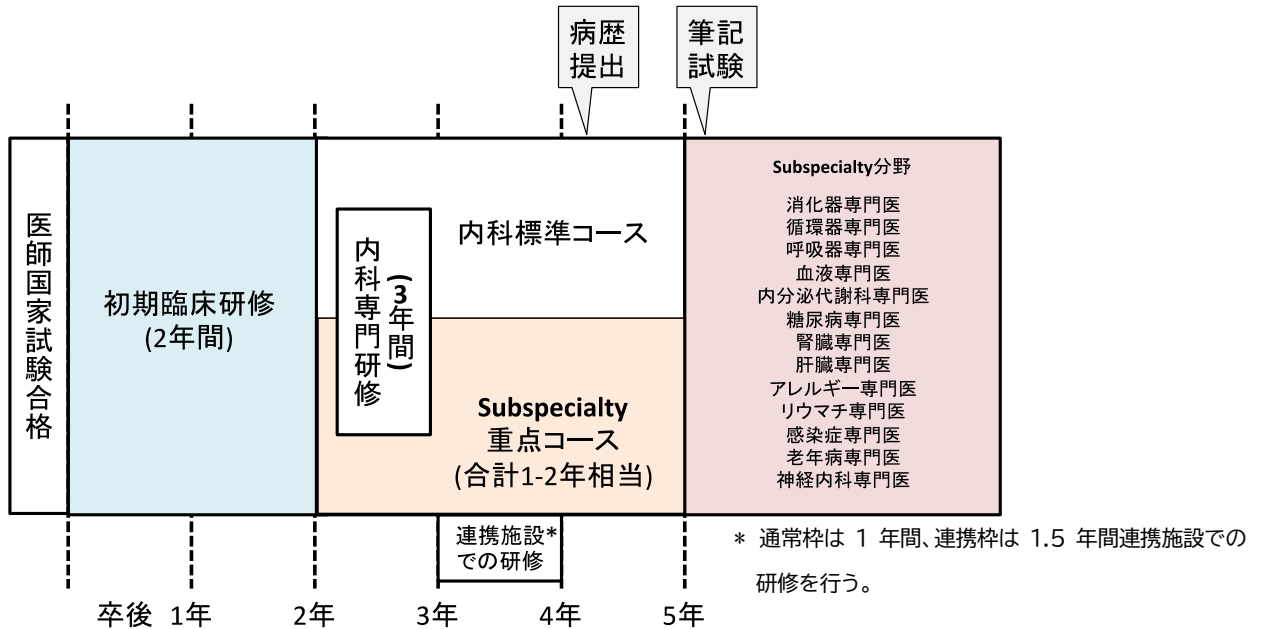 病歴
提出
筆記
試験
医師国家試験合格
初期臨床研修
(2年間)
内科専門研修
(3年間)
内科標準コース
Subspecialty
重点コース
(合計1-2年相当)
Subspecialty分野
消化器専門医
循環器専門医
呼吸器専門医
血液専門医
内分泌代謝科専門医
糖尿病専門医
腎臓専門医
肝臓専門医
アレルギー専門医
リウマチ専門医
感染症専門医
老年病専門医
神経内科専門医
連携施設*
での研修
* 通常枠は 1 年間、連携枠は 1.5 年間連携施設での
研修を行う。
卒後 1年 2年 3年 4年 5年